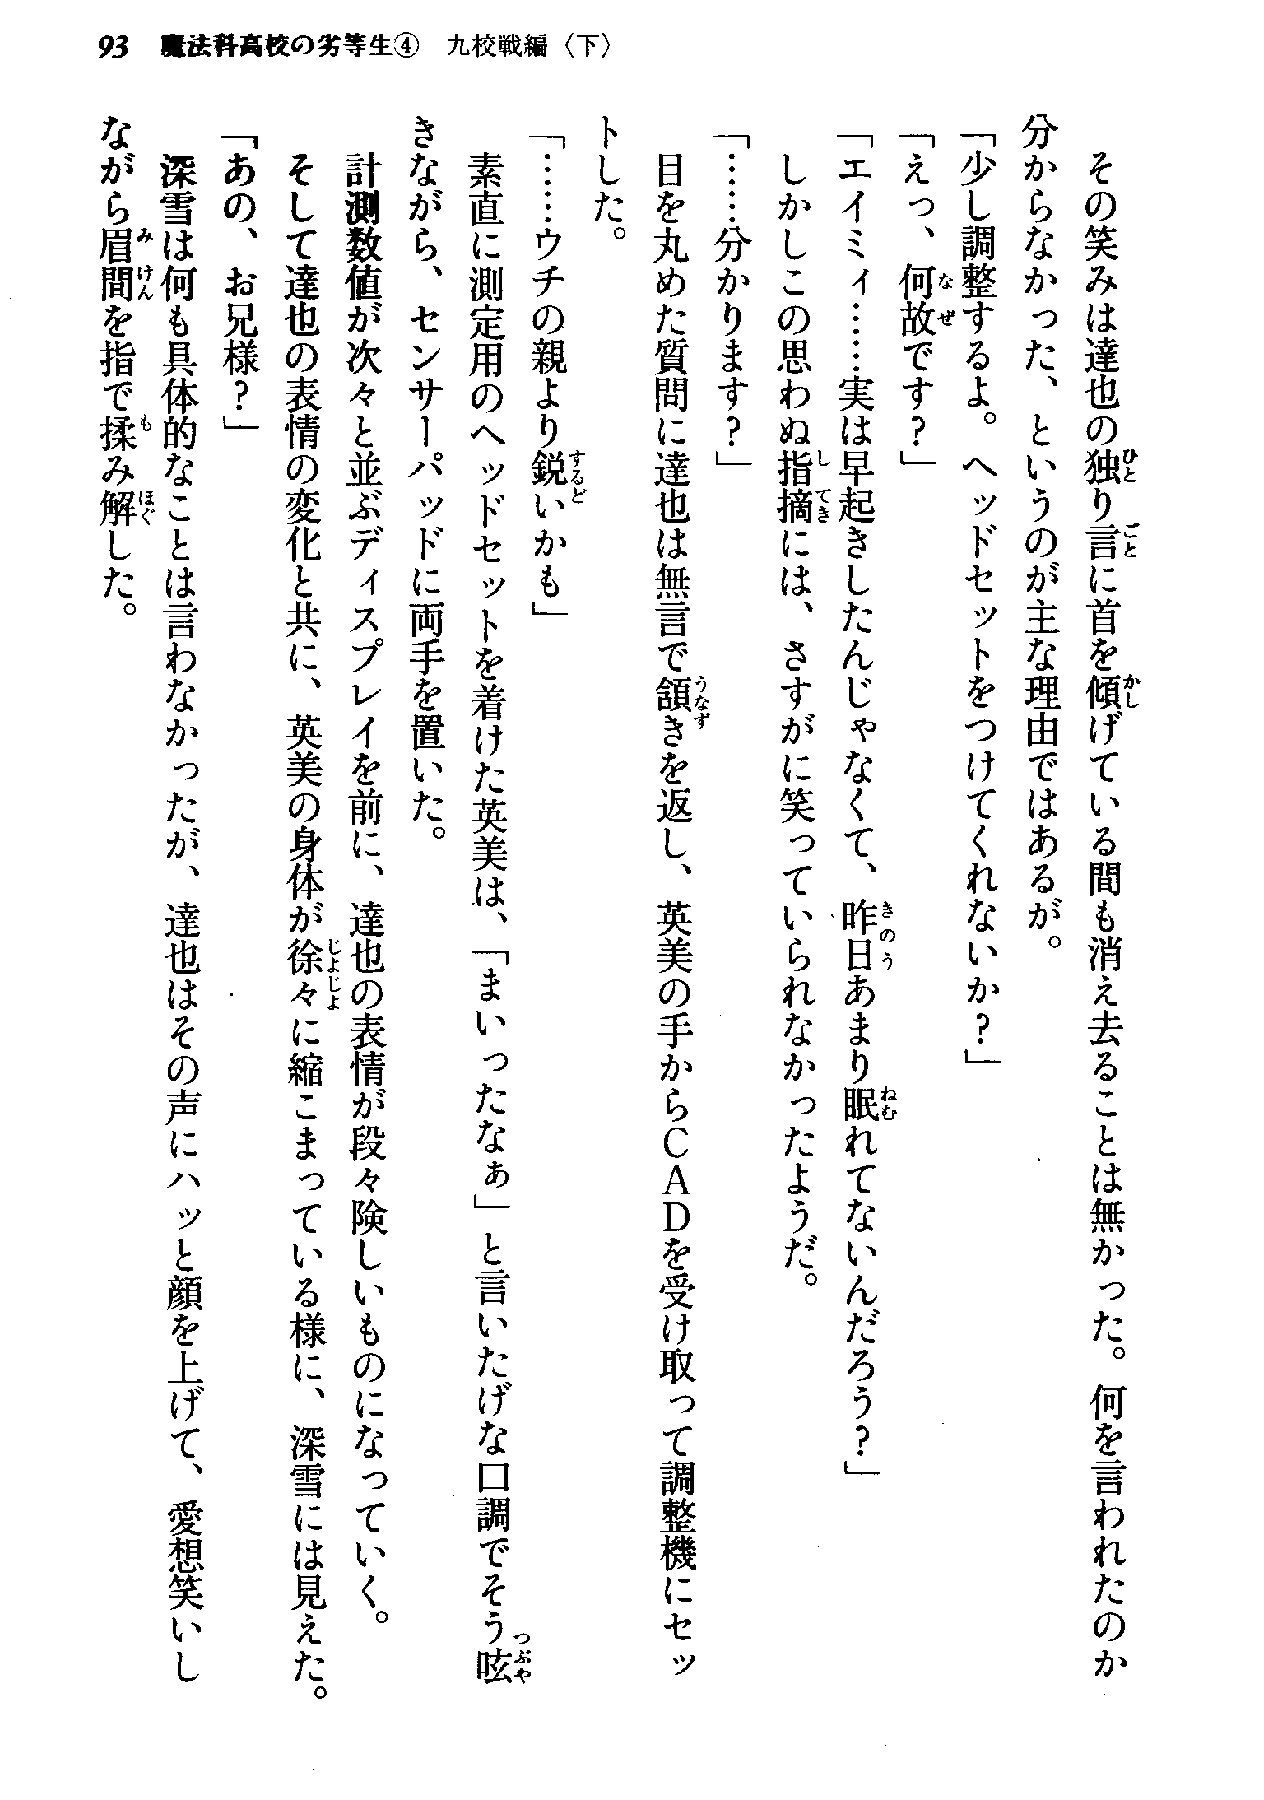 93　魔法科高校の劣等生④　九校戦編〈下〉
　その笑みは達也の独り言に首を傾げている間も消え去ることは無かった。何を言われたのか
分からなかった、というのが主な理由ではあるが。
「少し調整するよ。ヘッドセットをつけてくれないか？」
「えっ、何故です？」
「エイミィ……実は早起きしたんじゃなくて、昨日あまり眠れてないんだろう？」
　しかしこの思わぬ指摘には、さすがに笑っていられなかったようだ。
「……分かります？」
　目を丸めた質問に達也は無言で頷きを返し、英美の手からＣＡＤを受け取って調整機にセッ
トした。
「……ウチの親より鋭いかも」
　素直に測定用のヘッドセットを着けた英美は、「まいったなぁ」と言いたげな口調でそう呟
きながら、センサーパッドに両手を置いた。
　計測数値が次々と並ぶディスプレイを前に、達也の表情が段々険しいものになっていく。
　そして達也の表情の変化と共に、英美の身体が徐々に縮こまっている様に、深雪には見えた。
「あの、お兄様？」
　深雪は何も具体的なことは言わなかったが、達也はその声にハッと顔を上げて、愛想笑いし
ながら眉間を指で揉み解した。